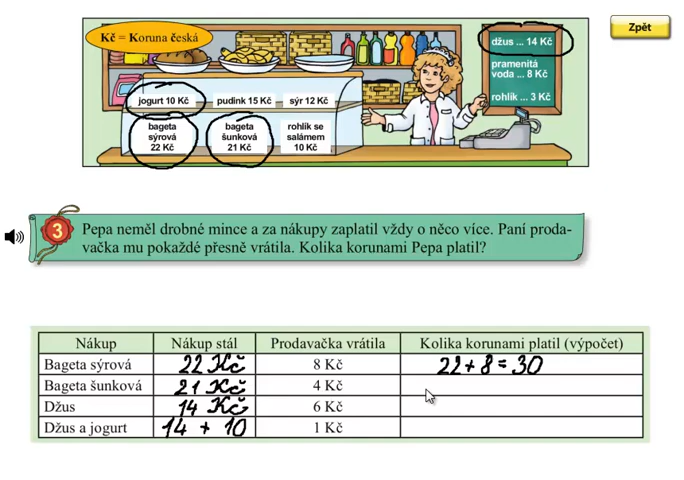 Kč = Koruna česká
Zpět
džus ... 14 Kč
pramenitá
voda ... 8 Kč
rohlík ... 3 Kč
jogurt 10 Kč
pudink 15 Kč
sýr 12 Kč
bageta
sýrová
22 Kč
bageta
šunková
21 Kč
rohlík se
salámem
10 Kč
3 Pepa neměl drobné mince a za nákupy zaplatil vždy o něco více. Paní proda-
vačka mu pokaždé přesně vrátila. Kolika korunami Pepa platil?
Nákup Nákup stál Prodavačka vrátila Kolika korunami platil (výpočet)
Bageta sýrová 22 Kč 8 Kč 22 + 8 = 30
Bageta šunková 21 Kč 4 Kč
Džus 14 Kč 6 Kč
Džus a jogurt 14 + 10 1 Kč